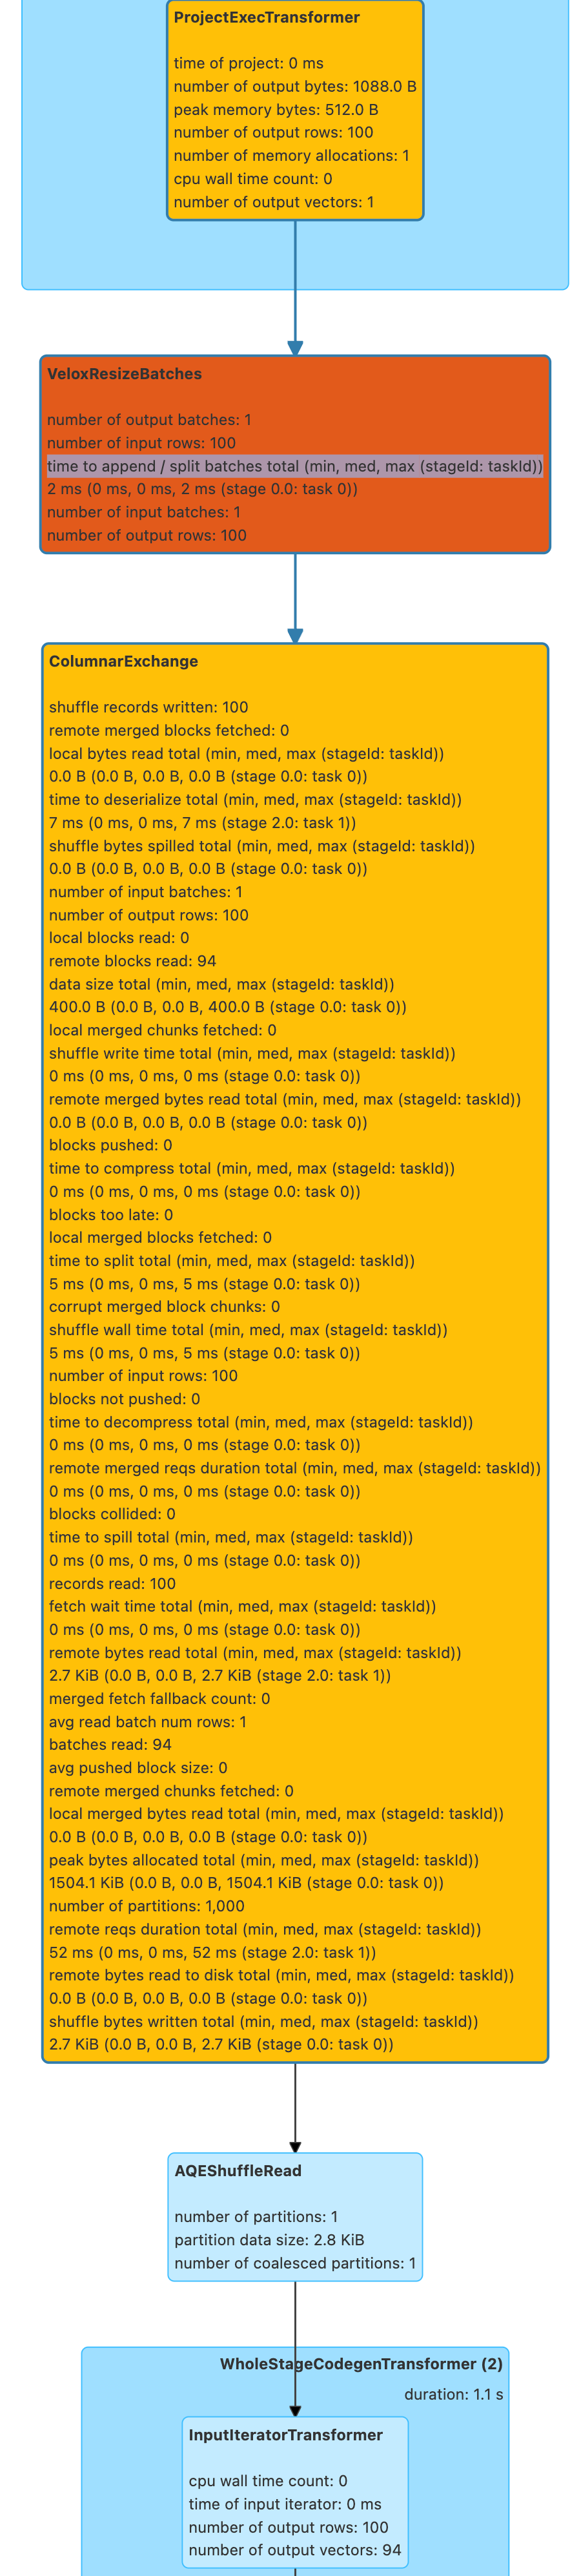 ProjectExecTransformer
time of project: 0 ms
number of output bytes: 1088.0 B
peak memory bytes: 512.0 B
number of output rows: 100
number of memory allocations: 1
cpu wall time count: 0
number of output vectors: 1
VeloxResizeBatches
number of output batches: 1
number of input rows: 100
time to append / split batches total (min, med, max (stageId: taskId))
2 ms (0 ms, 0 ms, 2 ms (stage 0.0: task 0))
number of input batches: 1
number of output rows: 100
ColumnarExchange
shuffle records written: 100
remote merged blocks fetched: 0
local bytes read total (min, med, max (stageId: taskId))
0.0 B (0.0 B, 0.0 B, 0.0 B (stage 0.0: task 0))
time to deserialize total (min, med, max (stageId: taskId))
7 ms (0 ms, 0 ms, 7 ms (stage 2.0: task 1))
shuffle bytes spilled total (min, med, max (stageId: taskId))
0.0 B (0.0 B, 0.0 B, 0.0 B (stage 0.0: task 0))
number of input batches: 1
number of output rows: 100
local blocks read: 0
remote blocks read: 94
data size total (min, med, max (stageId: taskId))
400.0 B (0.0 B, 0.0 B, 400.0 B (stage 0.0: task 0))
local merged chunks fetched: 0
shuffle write time total (min, med, max (stageId: taskId))
0 ms (0 ms, 0 ms, 0 ms (stage 0.0: task 0))
remote merged bytes read total (min, med, max (stageId: taskId))
0.0 B (0.0 B, 0.0 B, 0.0 B (stage 0.0: task 0))
blocks pushed: 0
time to compress total (min, med, max (stageId: taskId))
0 ms (0 ms, 0 ms, 0 ms (stage 0.0: task 0))
blocks too late: 0
local merged blocks fetched: 0
time to split total (min, med, max (stageId: taskId))
5 ms (0 ms, 0 ms, 5 ms (stage 0.0: task 0))
corrupt merged block chunks: 0
shuffle wall time total (min, med, max (stageId: taskId))
5 ms (0 ms, 0 ms, 5 ms (stage 0.0: task 0))
number of input rows: 100
blocks not pushed: 0
time to decompress total (min, med, max (stageId: taskId))
0 ms (0 ms, 0 ms, 0 ms (stage 0.0: task 0))
remote merged reqs duration total (min, med, max (stageId: taskId))
0 ms (0 ms, 0 ms, 0 ms (stage 0.0: task 0))
blocks collided: 0
time to spill total (min, med, max (stageId: taskId))
0 ms (0 ms, 0 ms, 0 ms (stage 0.0: task 0))
records read: 100
fetch wait time total (min, med, max (stageId: taskId))
0 ms (0 ms, 0 ms, 0 ms (stage 0.0: task 0))
remote bytes read total (min, med, max (stageId: taskId))
2.7 KiB (0.0 B, 0.0 B, 2.7 KiB (stage 2.0: task 1))
merged fetch fallback count: 0
avg read batch num rows: 1
batches read: 94
avg pushed block size: 0
remote merged chunks fetched: 0
local merged bytes read total (min, med, max (stageId: taskId))
0.0 B (0.0 B, 0.0 B, 0.0 B (stage 0.0: task 0))
peak bytes allocated total (min, med, max (stageId: taskId))
1504.1 KiB (0.0 B, 0.0 B, 1504.1 KiB (stage 0.0: task 0))
number of partitions: 1,000
remote reqs duration total (min, med, max (stageId: taskId))
52 ms (0 ms, 0 ms, 52 ms (stage 2.0: task 1))
remote bytes read to disk total (min, med, max (stageId: taskId))
0.0 B (0.0 B, 0.0 B, 0.0 B (stage 0.0: task 0))
shuffle bytes written total (min, med, max (stageId: taskId))
2.7 KiB (0.0 B, 0.0 B, 2.7 KiB (stage 0.0: task 0))
AQEShuffleRead
number of partitions: 1
partition data size: 2.8 KiB
number of coalesced partitions: 1
WholeStageCodegenTransformer (2)
duration: 1.1 s
InputIteratorTransformer
cpu wall time count: 0
time of input iterator: 0 ms
number of output rows: 100
number of output vectors: 94